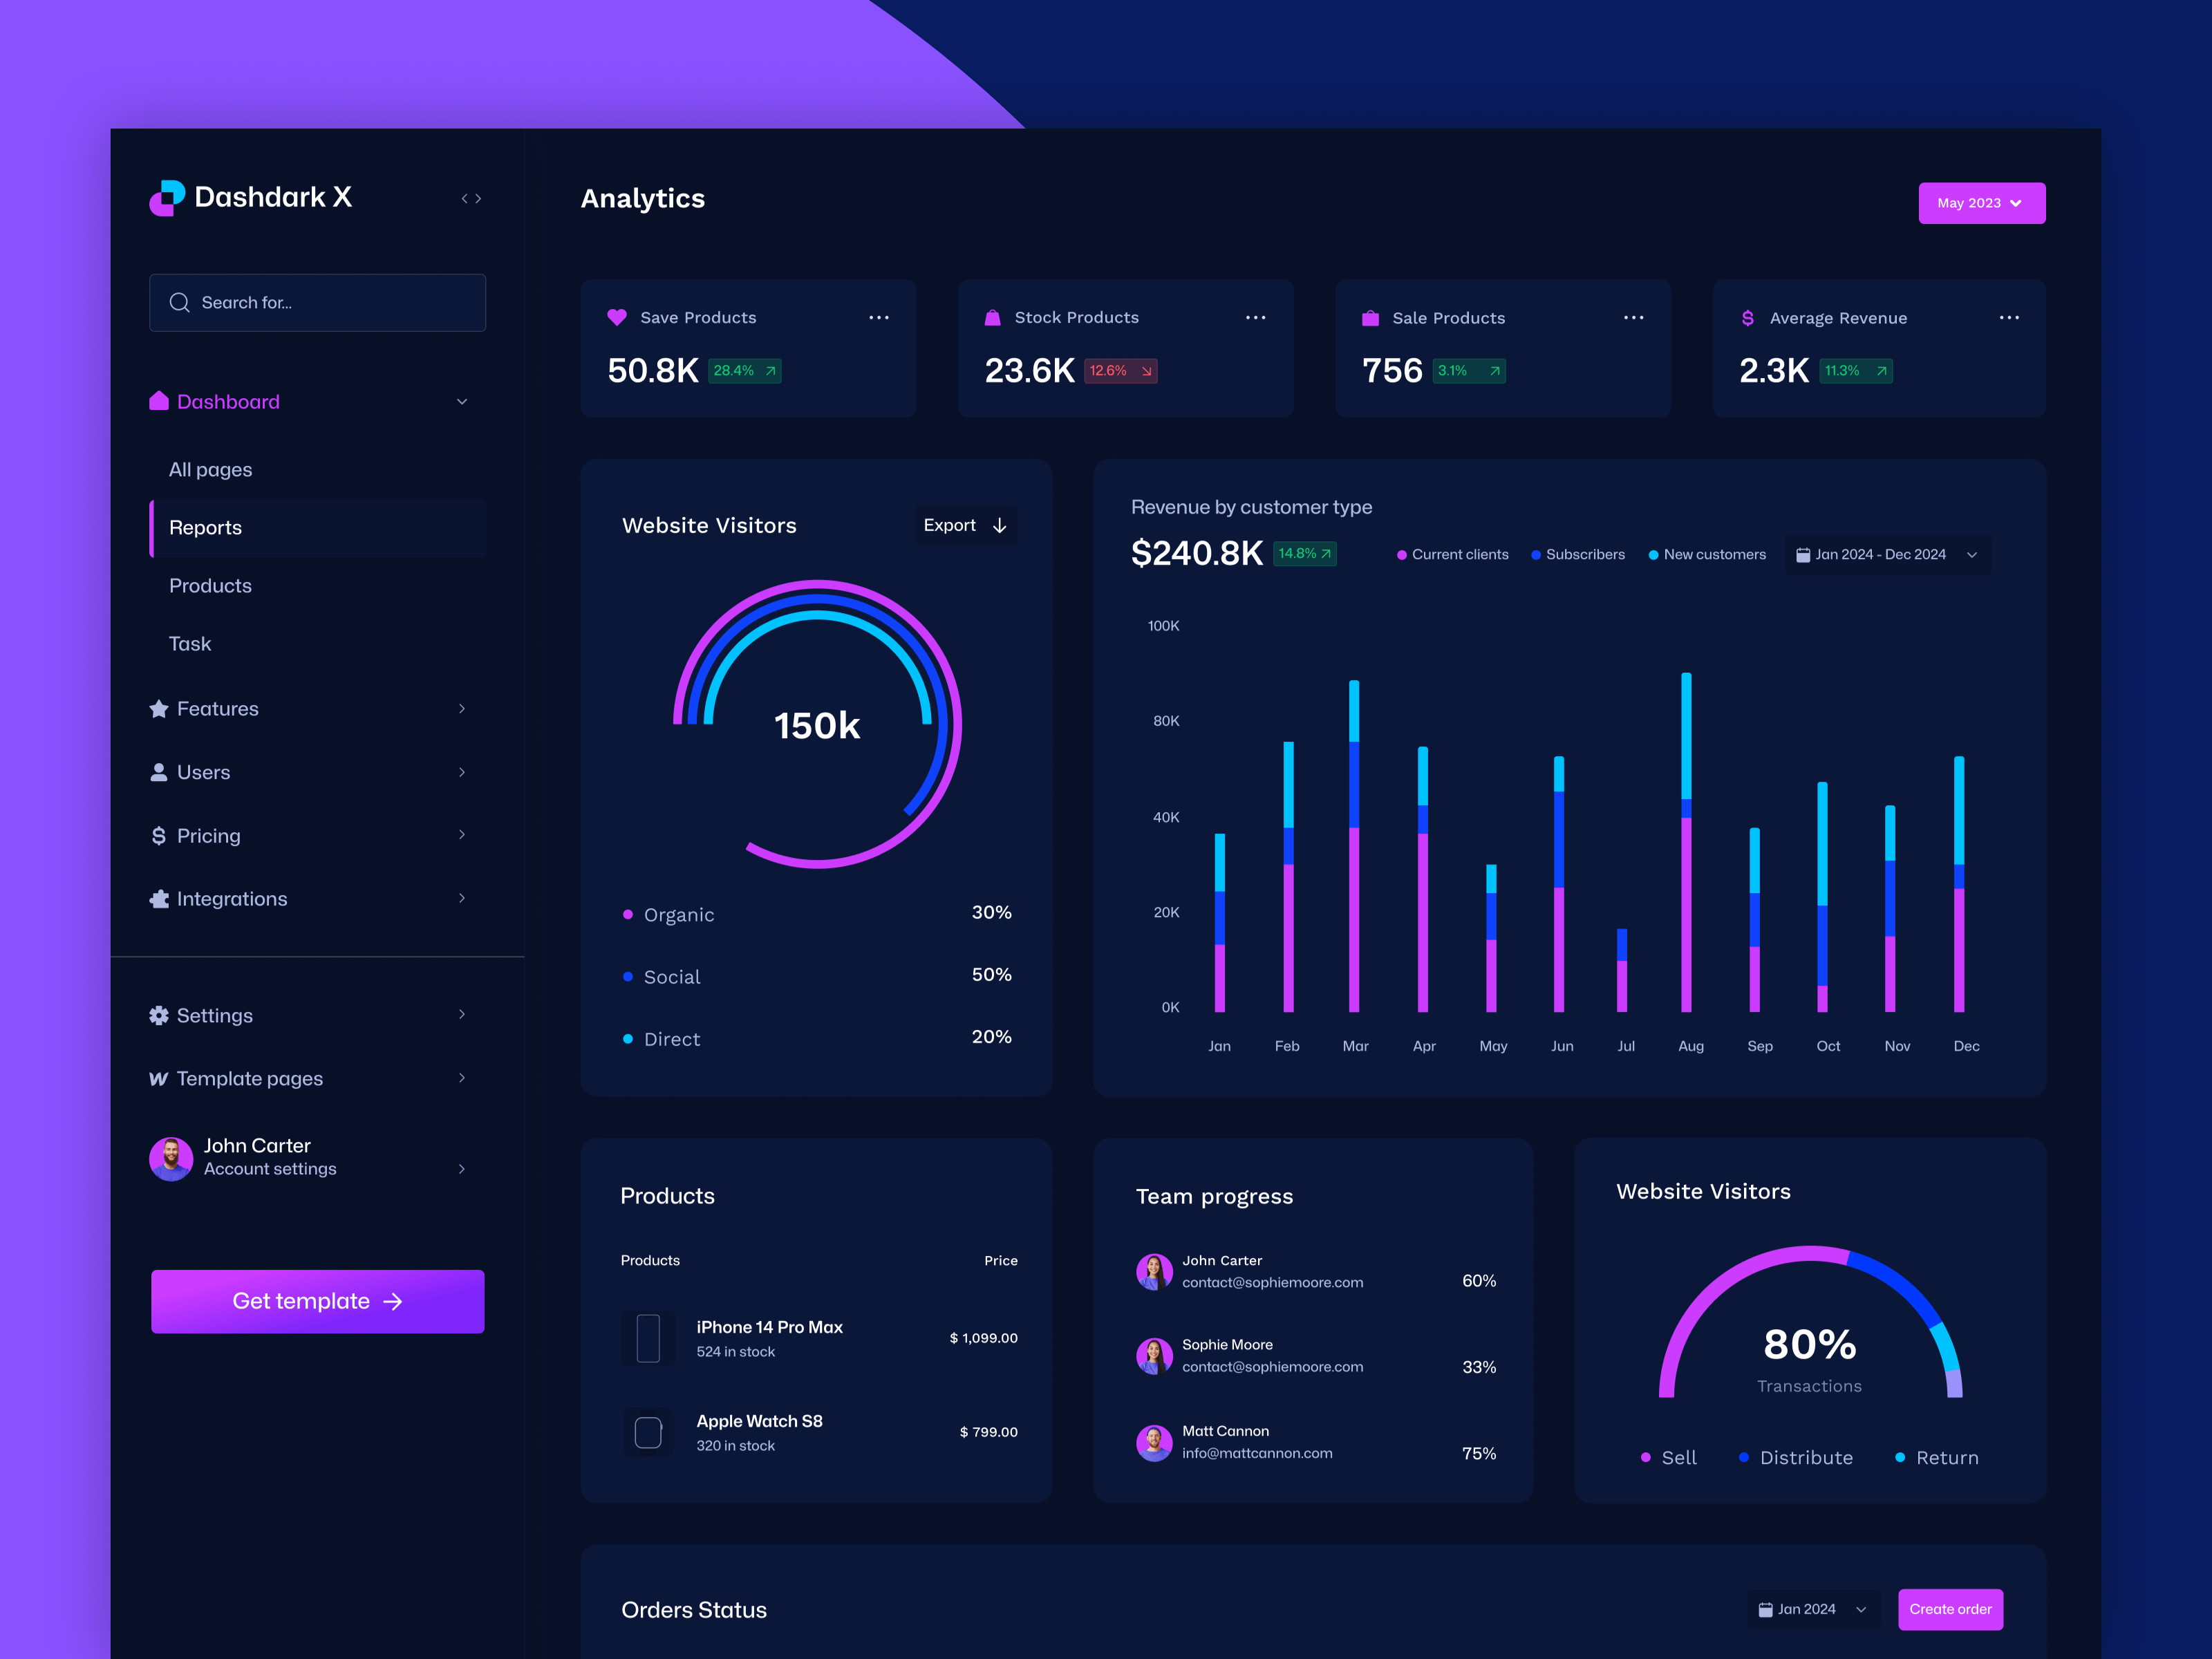 Dashdark X
Search for...
Dashboard
All pages
Reports
Products
Task
Features
Users
Pricing
Integrations
Settings
Template pages
John Carter
Account settings
Get template
Analytics
May 2023
Save Products
50.8K 28.4%
Stock Products
23.6K 12.6%
Sale Products
756 3.1%
Average Revenue
2.3K 11.3%
Website Visitors
Export
150k
Organic 30%
Social 50%
Direct 20%
Revenue by customer type
$240.8K 14.8%
Current clients Subscribers New customers Jan 2024 - Dec 2024
100K
80K
40K
20K
0K
Jan Feb Mar Apr May Jun Jul Aug Sep Oct Nov Dec
Products
Products Price
iPhone 14 Pro Max
524 in stock
$ 1,099.00
Apple Watch S8
320 in stock
$ 799.00
Team progress
John Carter
contact@sophiemoore.com
60%
Sophie Moore
contact@sophiemoore.com
33%
Matt Cannon
info@mattcannon.com
75%
Website Visitors
80%
Transactions
Sell Distribute Return
Orders Status
Jan 2024
Create order